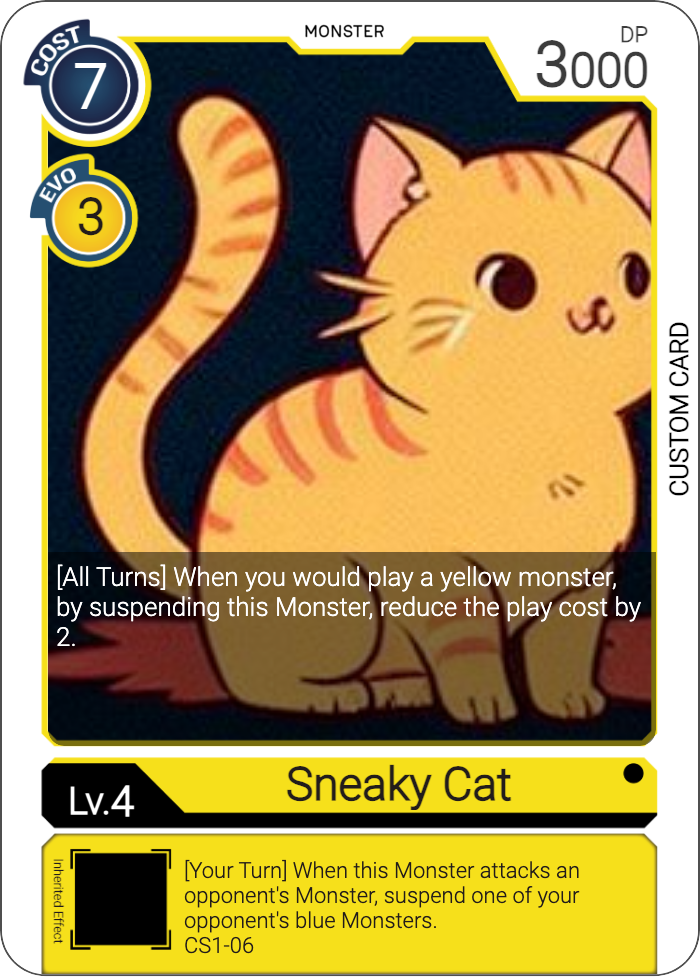 MONSTER
COST
7
DP
3000
EVO
3
CUSTOM CARD
[All Turns] When you would play a yellow monster,
by suspending this Monster, reduce the play cost by
2.
Lv.4
Sneaky Cat
Inherited Effect
[Your Turn] When this Monster attacks an
opponent's Monster, suspend one of your
opponent's blue Monsters.
CS1-06